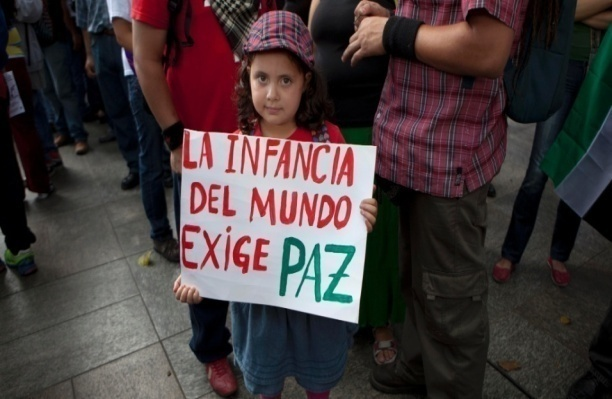 LA INFANCIA
DEL MUNDO
EXIGE PAZ